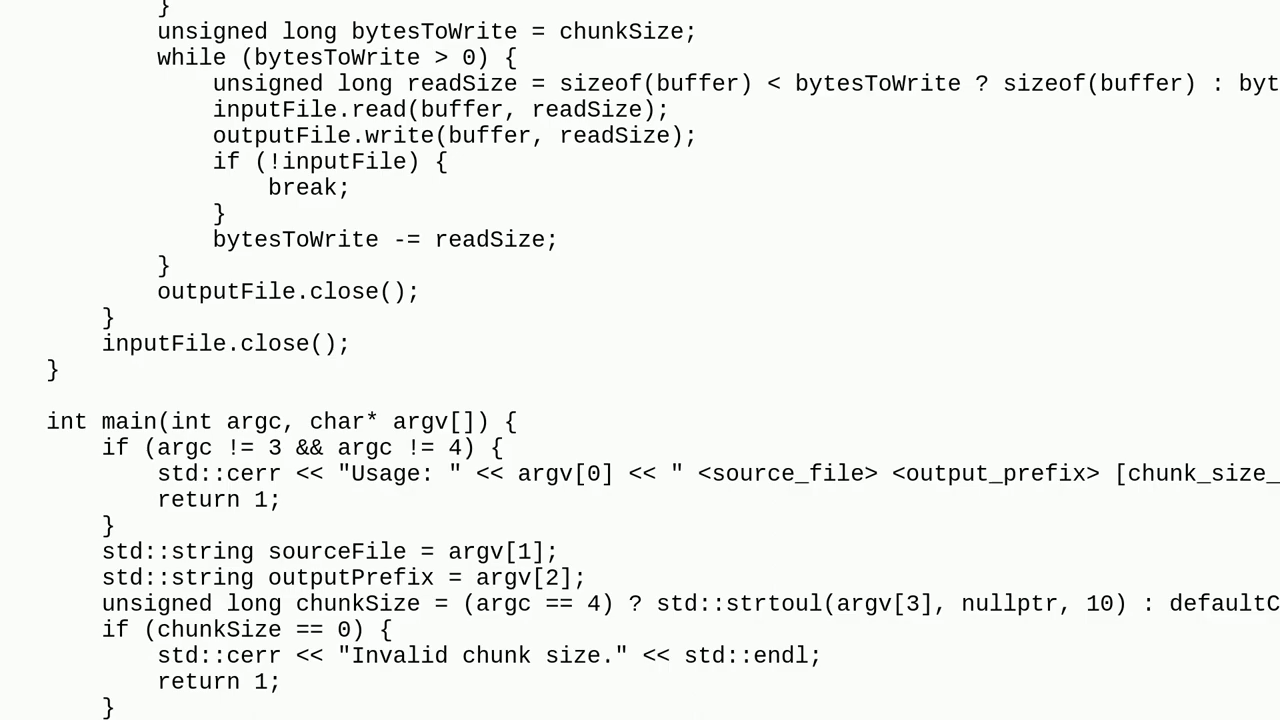 }
        unsigned long bytesToWrite = chunkSize;
        while (bytesToWrite > 0) {
            unsigned long readSize = sizeof(buffer) < bytesToWrite ? sizeof(buffer) : byt
            inputFile.read(buffer, readSize);
            outputFile.write(buffer, readSize);
            if (!inputFile) {
                break;
            }
            bytesToWrite -= readSize;
        }
        outputFile.close();
    }
    inputFile.close();
}

int main(int argc, char* argv[]) {
    if (argc != 3 && argc != 4) {
        std::cerr << "Usage: " << argv[0] << " <source_file> <output_prefix> [chunk_size_
        return 1;
    }
    std::string sourceFile = argv[1];
    std::string outputPrefix = argv[2];
    unsigned long chunkSize = (argc == 4) ? std::strtoul(argv[3], nullptr, 10) : defaultC
    if (chunkSize == 0) {
        std::cerr << "Invalid chunk size." << std::endl;
        return 1;
    }